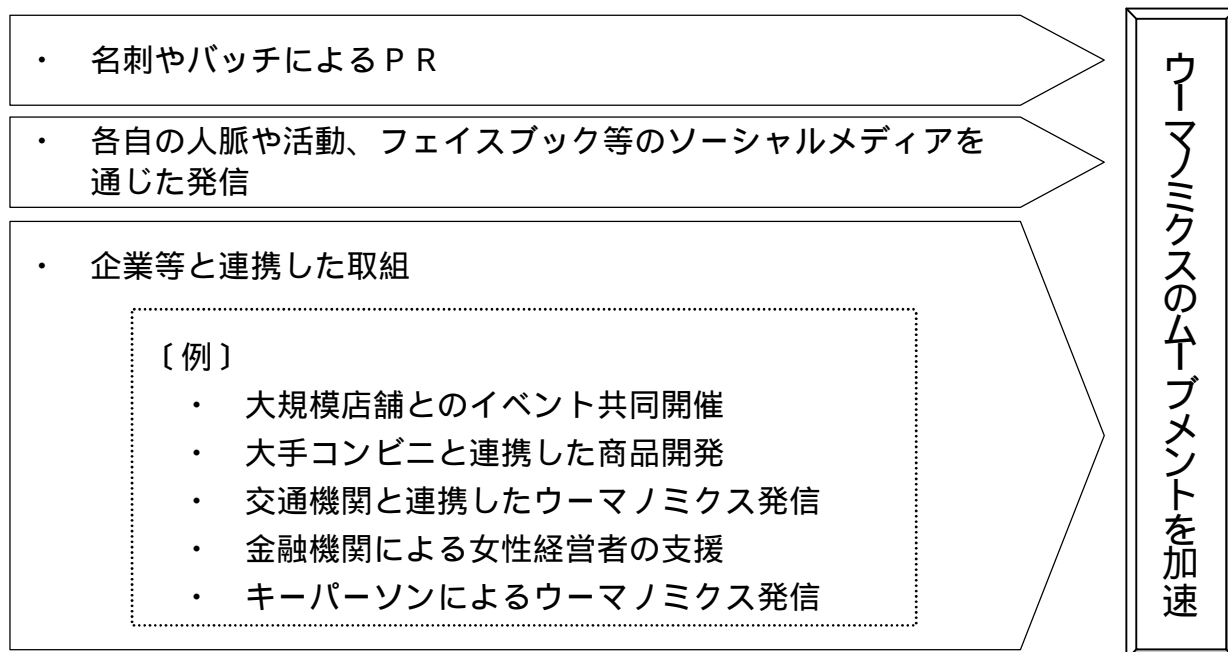 ・ 名刺やバッチによるＰＲ
・ 各自の人脈や活動、フェイスブック等のソーシャルメディアを
通じた発信
・ 企業等と連携した取組
〔例〕
・ 大規模店舗とのイベント共同開催
・ 大手コンビニと連携した商品開発
・ 交通機関と連携したウーマノミクス発信
・ 金融機関による女性経営者の支援
・ キーパーソンによるウーマノミクス発信
ウーマノミクスのムーブメントを加速